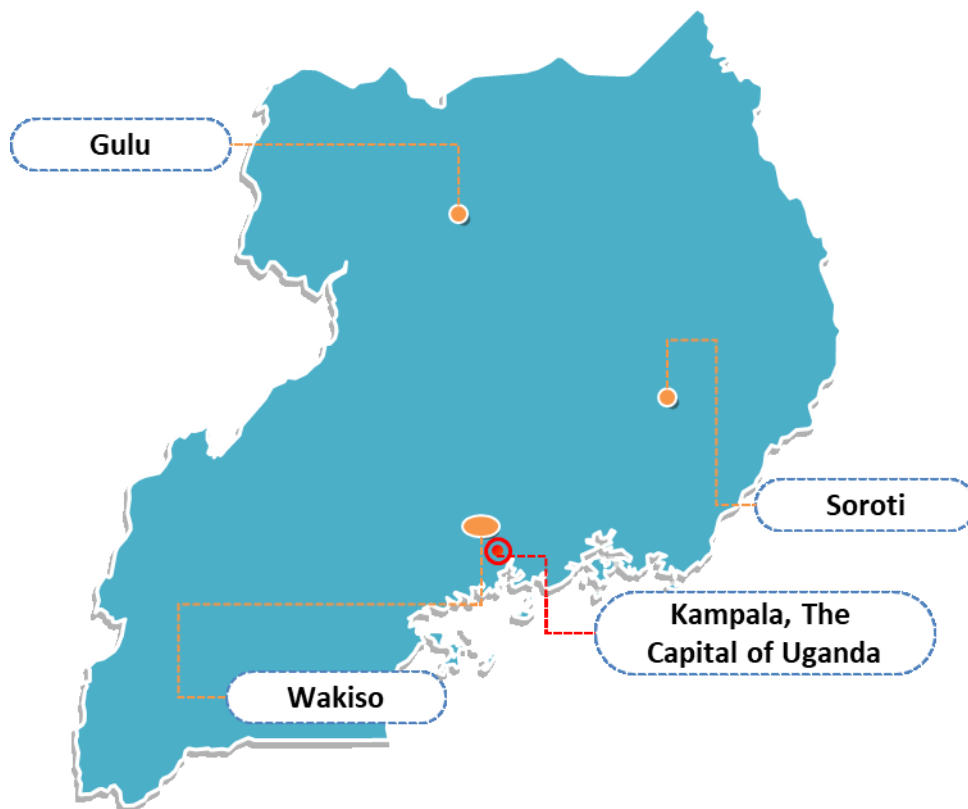 Gulu
Soroti
Kampala, The
Capital of Uganda
Wakiso